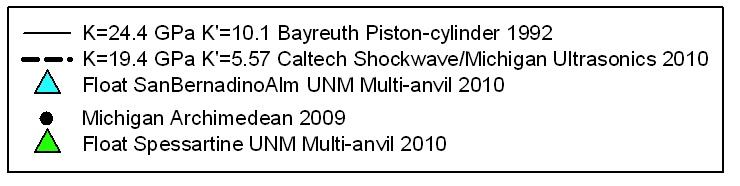 K=24.4 GPa K'=10.1 Bayreuth Piston-cylinder 1992
K=19.4 GPa K'=5.57 Caltech Shockwave/Michigan Ultrasonics 2010
Float SanBernadinoAlm UNM Multi-anvil 2010
Michigan Archimedean 2009
Float Spessartine UNM Multi-anvil 2010